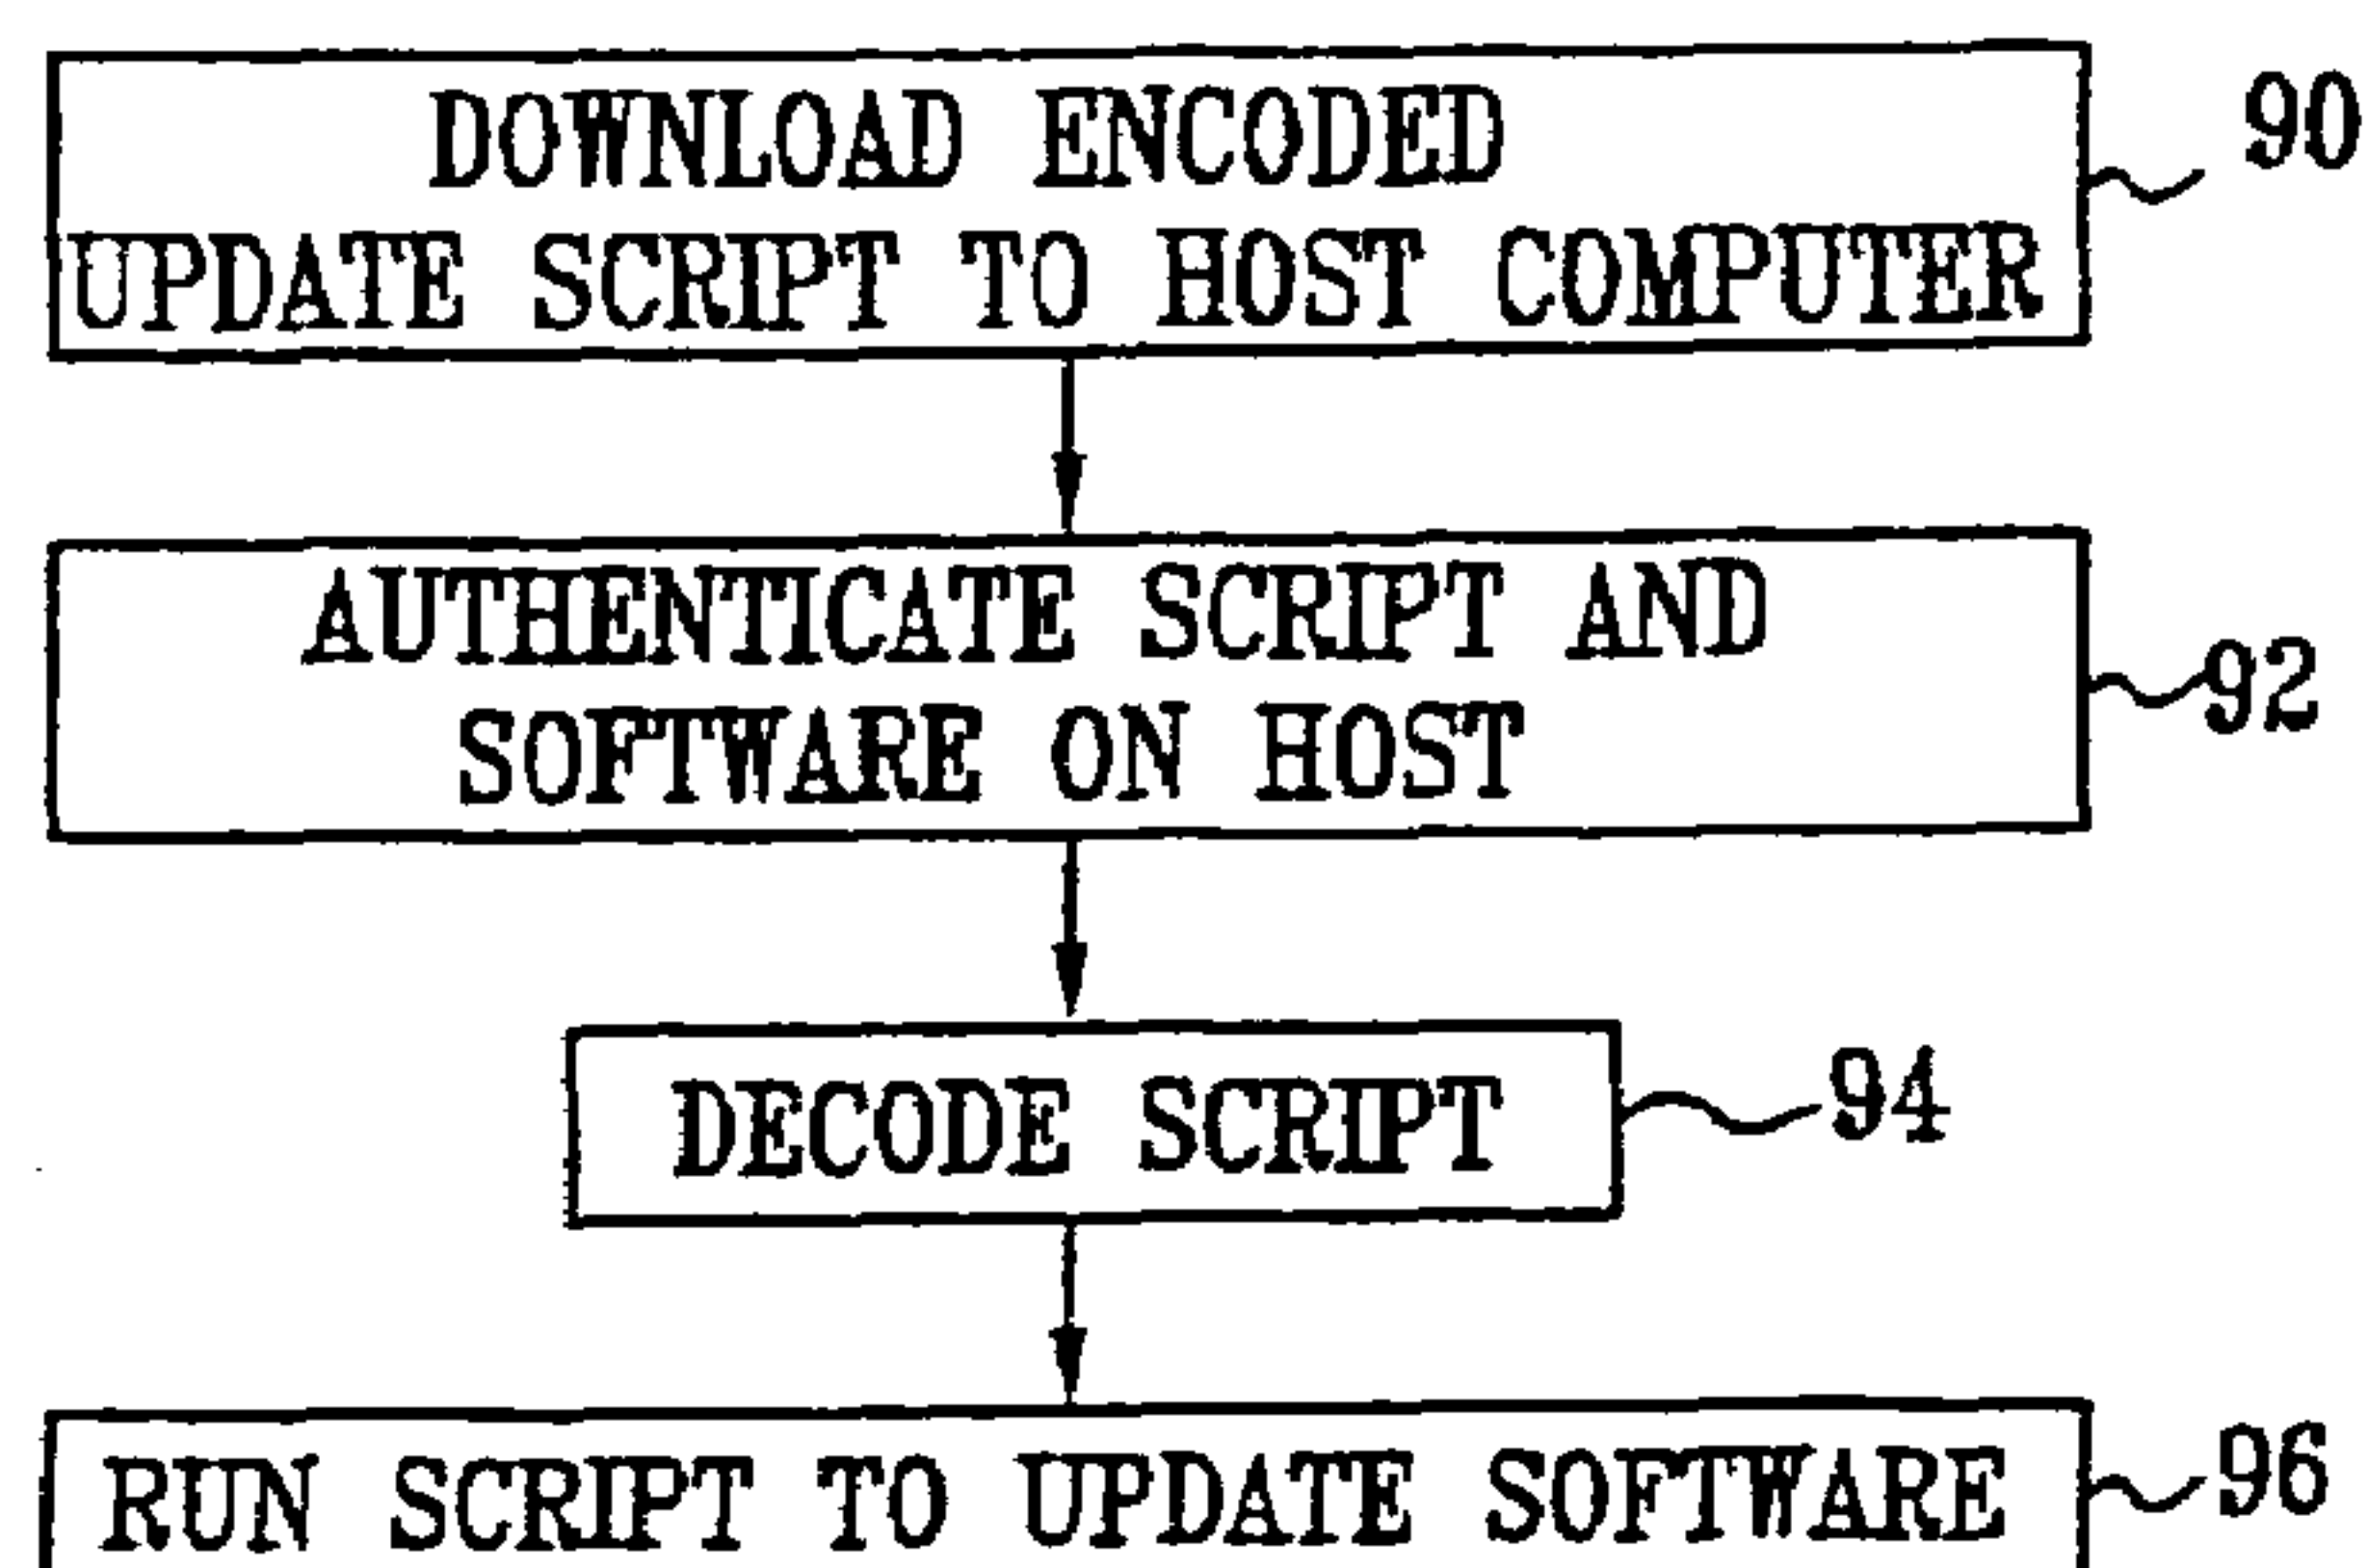 DOWNLOAD ENCODED
90
UPDATE SCRIPT TO HOST COMPUTER
AUTHENTICATE SCRIPT AND
SOFTWARE ON HOST
92
DECODE SCRIPT
94
RUN SCRIPT TO UPDATE SOFTWARE
96